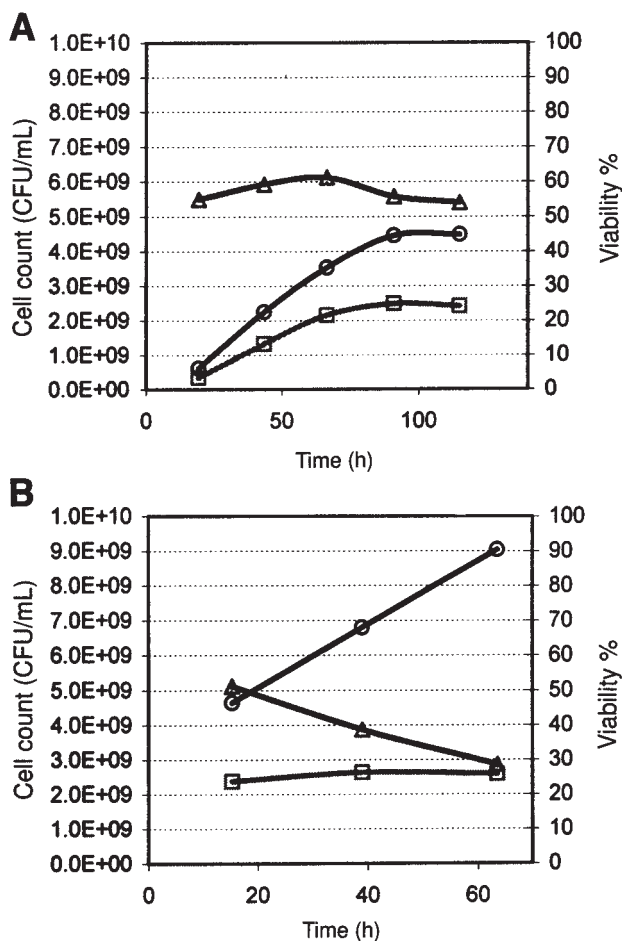 A
1.0E+10
9.0E+09
8.0E+09
7.0E+09
6.0E+09
5.0E+09
4.0E+09
3.0E+09
2.0E+09
1.0E+09
0.0E+00
Cell count (CFU/mL)
100
90
80
70
60
50
40
30
20
10
0
Viability %
0 50 100
Time (h)
B
1.0E+10
9.0E+09
8.0E+09
7.0E+09
6.0E+09
5.0E+09
4.0E+09
3.0E+09
2.0E+09
1.0E+09
0.0E+00
Cell count (CFU/mL)
100
90
80
70
60
50
40
30
20
10
0
Viability %
0 20 40 60
Time (h)